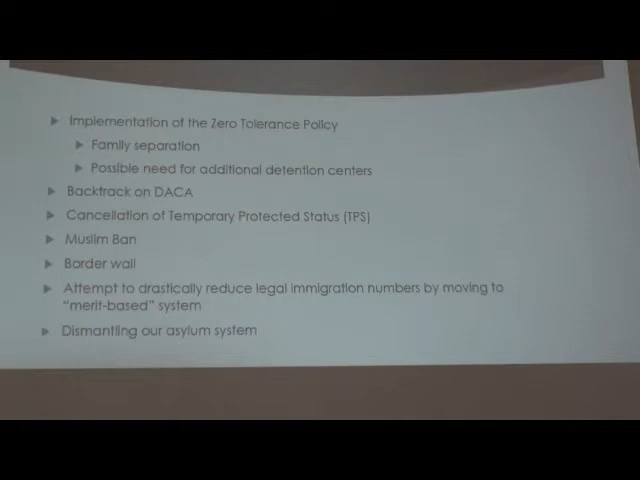 Implementation of the Zero Tolerance Policy
Family separation
Possible need for additional detention centers
Backtrack on DACA
Cancellation of Temporary Protected Status (TPS)
Muslim Ban
Border wall
Attempt to drastically reduce legal immigration numbers by moving to
"merit-based" system
Dismantling our asylum system